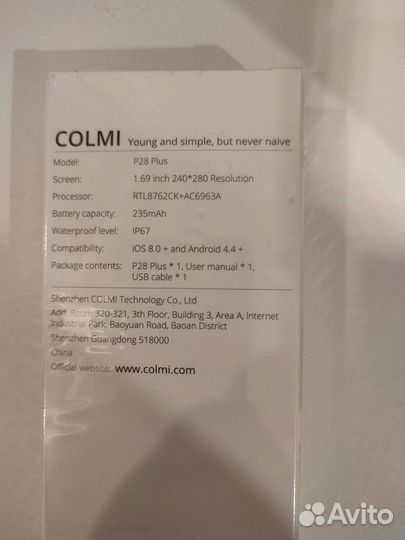 COLMI Young and simple, but never naive
Model: P28 Plus
Screen: 1.69 inch 240*280 Resolution
Processor: RTL8762CK+AC6963A
Battery capacity: 235mAh
Waterproof level: IP67
Compatibility: iOS 8.0 + and Android 4.4 +
Package contents: P28 Plus * 1, User manual * 1,
USB cable * 1
Shenzhen COLMI Technology Co., Ltd
Add: Room 320-321, 3th Floor, Building 3, Area A, Internet
Industrial Park, Baoyuan Road, Baoan District
Shenzhen Guangdong 518000
China
Official website: www.colmi.com
Avito